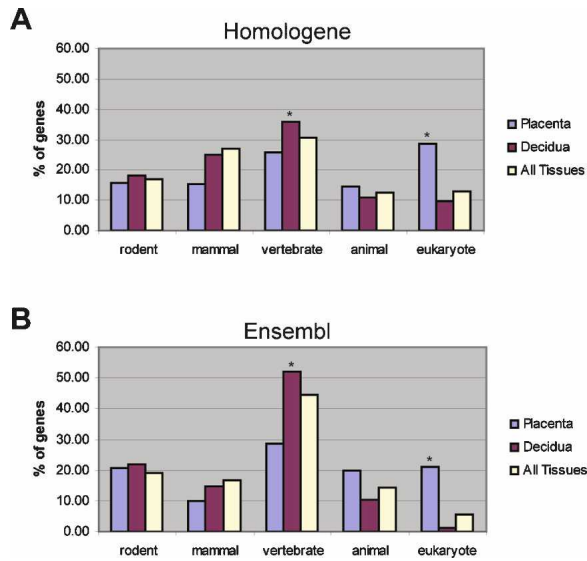 A
Homologene
60.00
50.00
40.00
30.00
20.00
10.00
0.00
% of genes
*
*
rodent mammal vertebrate animal eukaryote
Placenta
Decidua
All Tissues
B
Ensembl
60.00
50.00
40.00
30.00
20.00
10.00
0.00
% of genes
*
*
rodent mammal vertebrate animal eukaryote
Placenta
Decidua
All Tissues